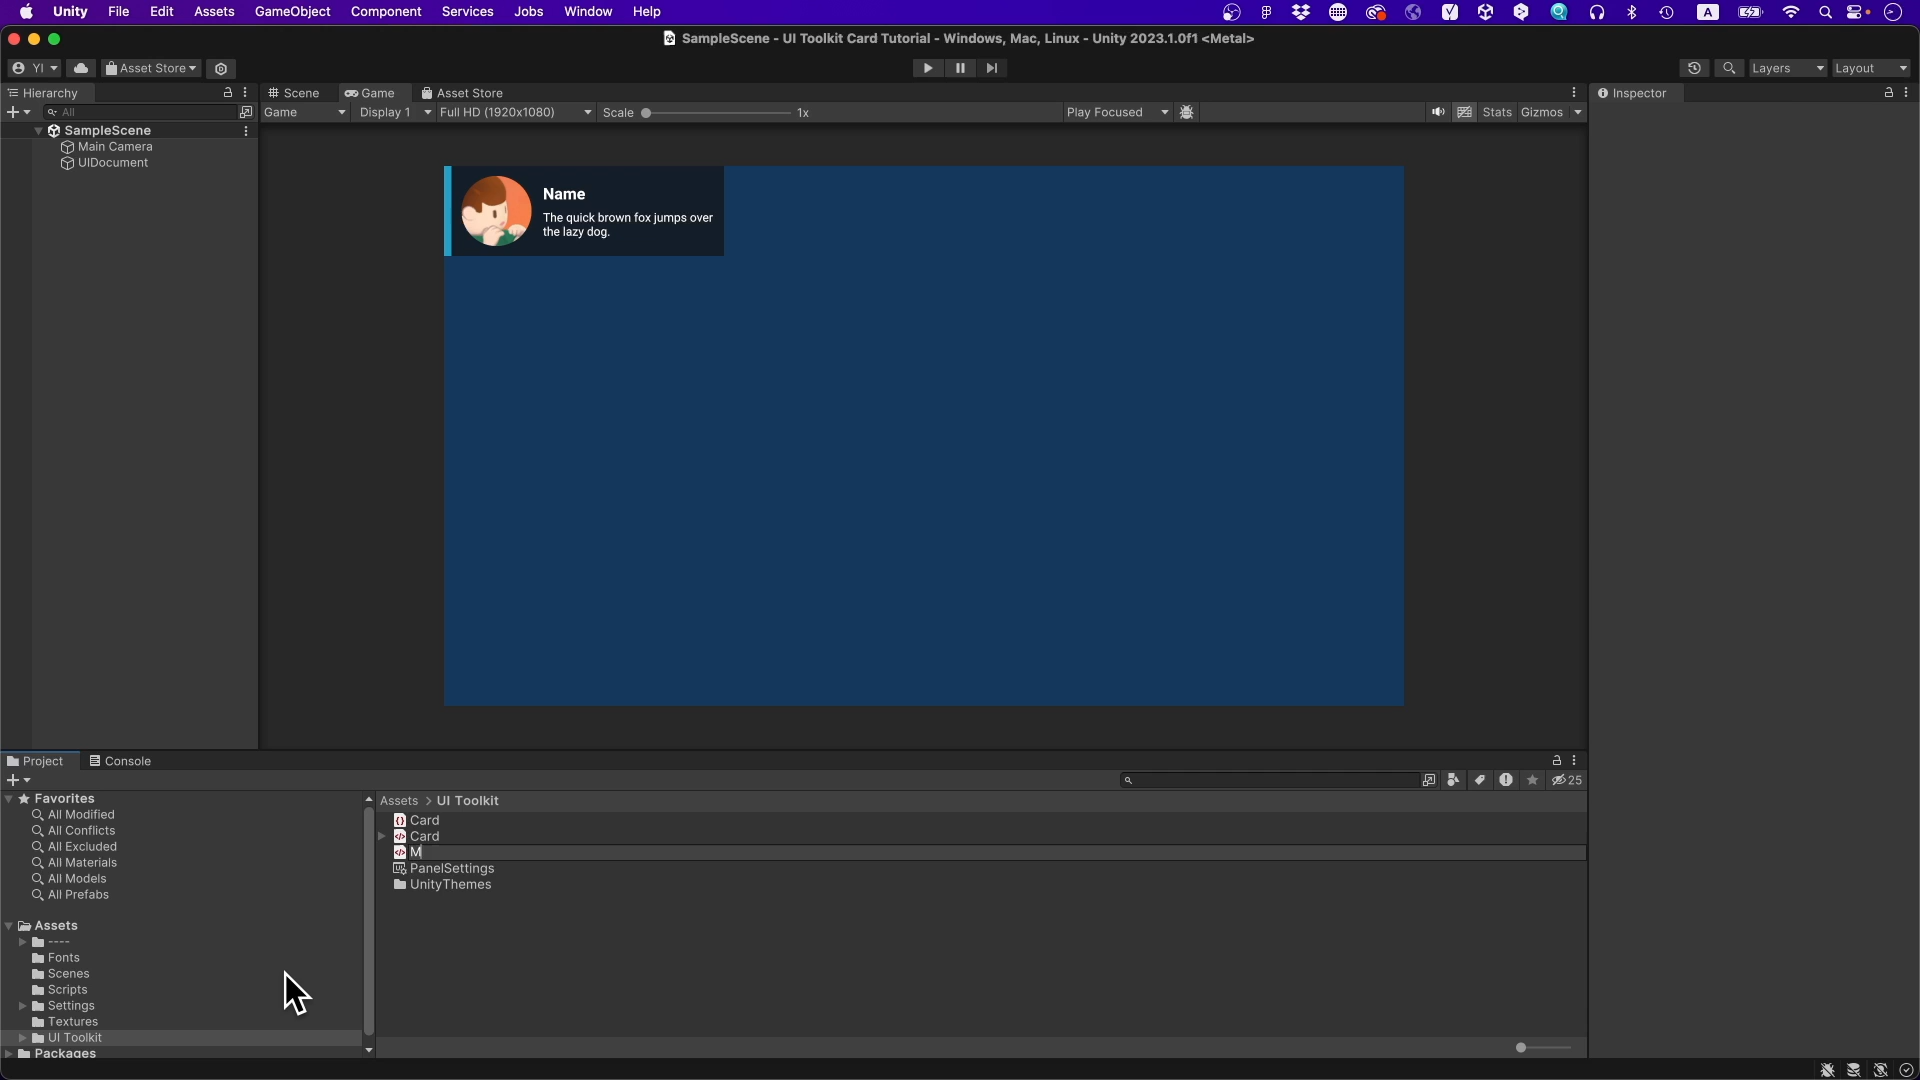 Unity File Edit Assets GameObject Component Services Jobs Window Help A
SampleScene - UI Toolkit Card Tutorial - Windows, Mac, Linux - Unity 2023.1.0f1 <Metal>
YI Asset Store Layers Layout
Hierarchy Scene Game Asset Store Inspector
All Game Display 1 Full HD (1920x1080) Scale 1x Play Focused Stats Gizmos
SampleScene
Main Camera
UIDocument
Name
The quick brown fox jumps over
the lazy dog.
Project Console
25
Favorites
All Modified
All Conflicts
All Excluded
All Materials
All Models
All Prefabs
Assets
----
Fonts
Scenes
Scripts
Settings
Textures
UI Toolkit
Packages
Assets > UI Toolkit
Card
Card
M
PanelSettings
UnityThemes